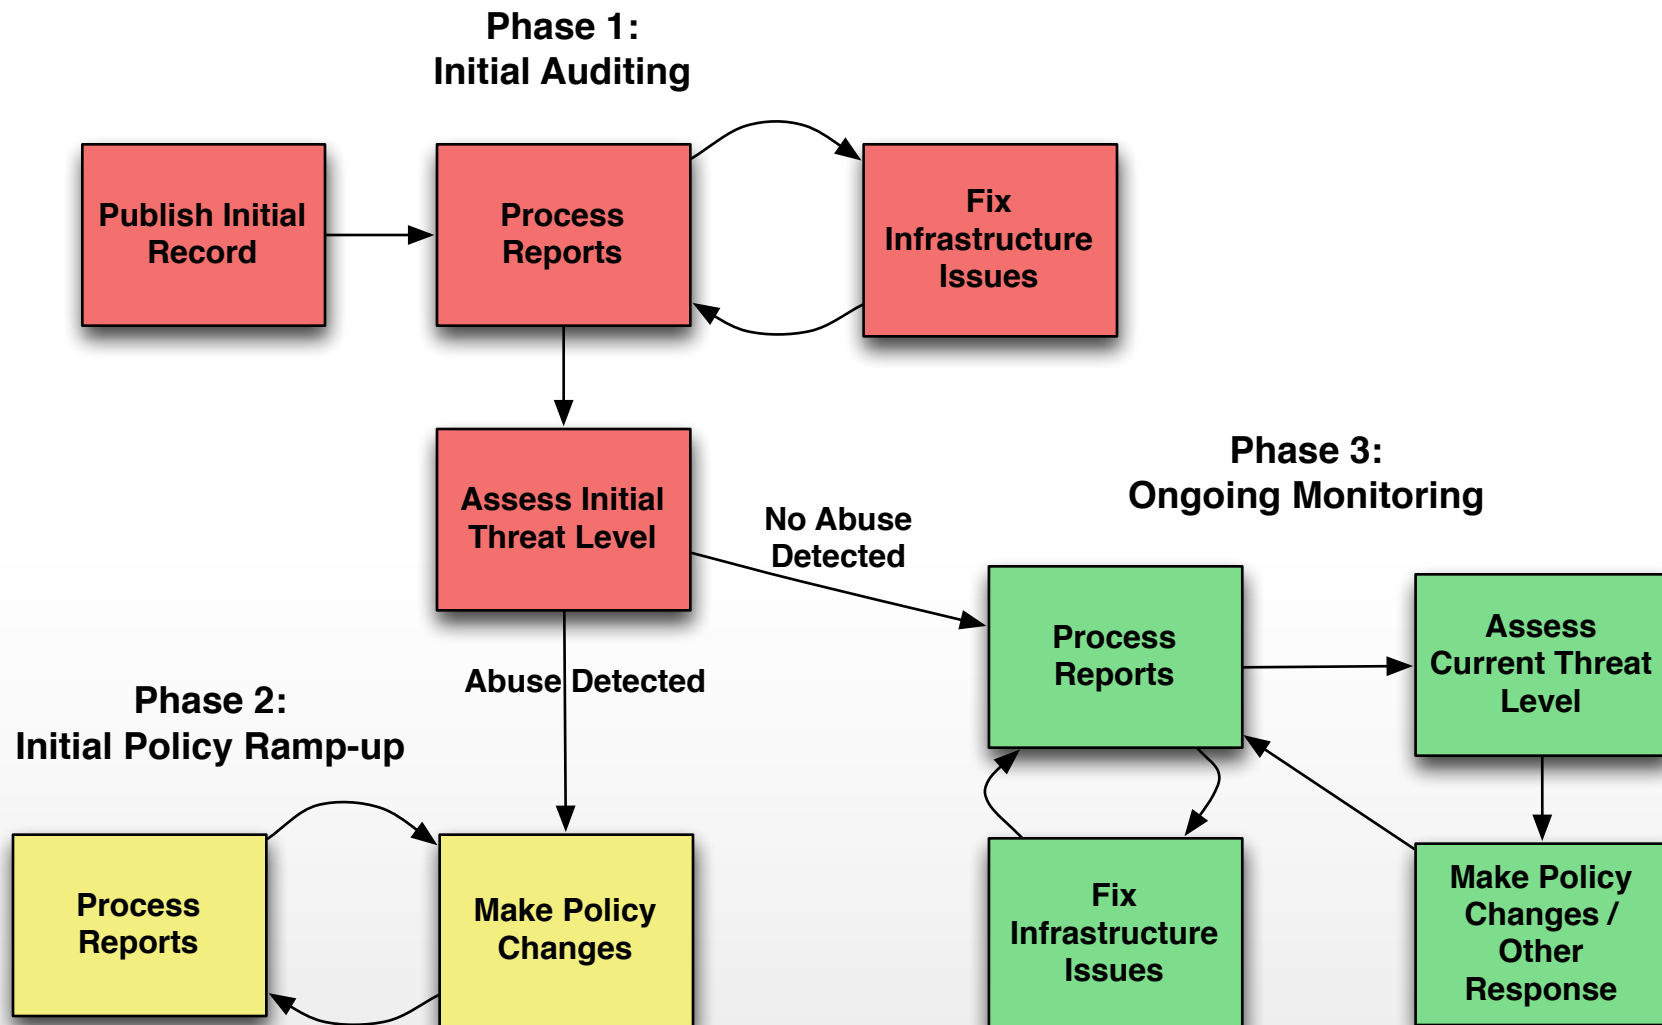 Phase 1:
Initial Auditing
Publish Initial
Record
Process
Reports
Fix
Infrastructure
Issues
Assess Initial
Threat Level
No Abuse
Detected
Abuse Detected
Phase 2:
Initial Policy Ramp-up
Process
Reports
Make Policy
Changes
Phase 3:
Ongoing Monitoring
Process
Reports
Assess
Current Threat
Level
Fix
Infrastructure
Issues
Make Policy
Changes /
Other
Response